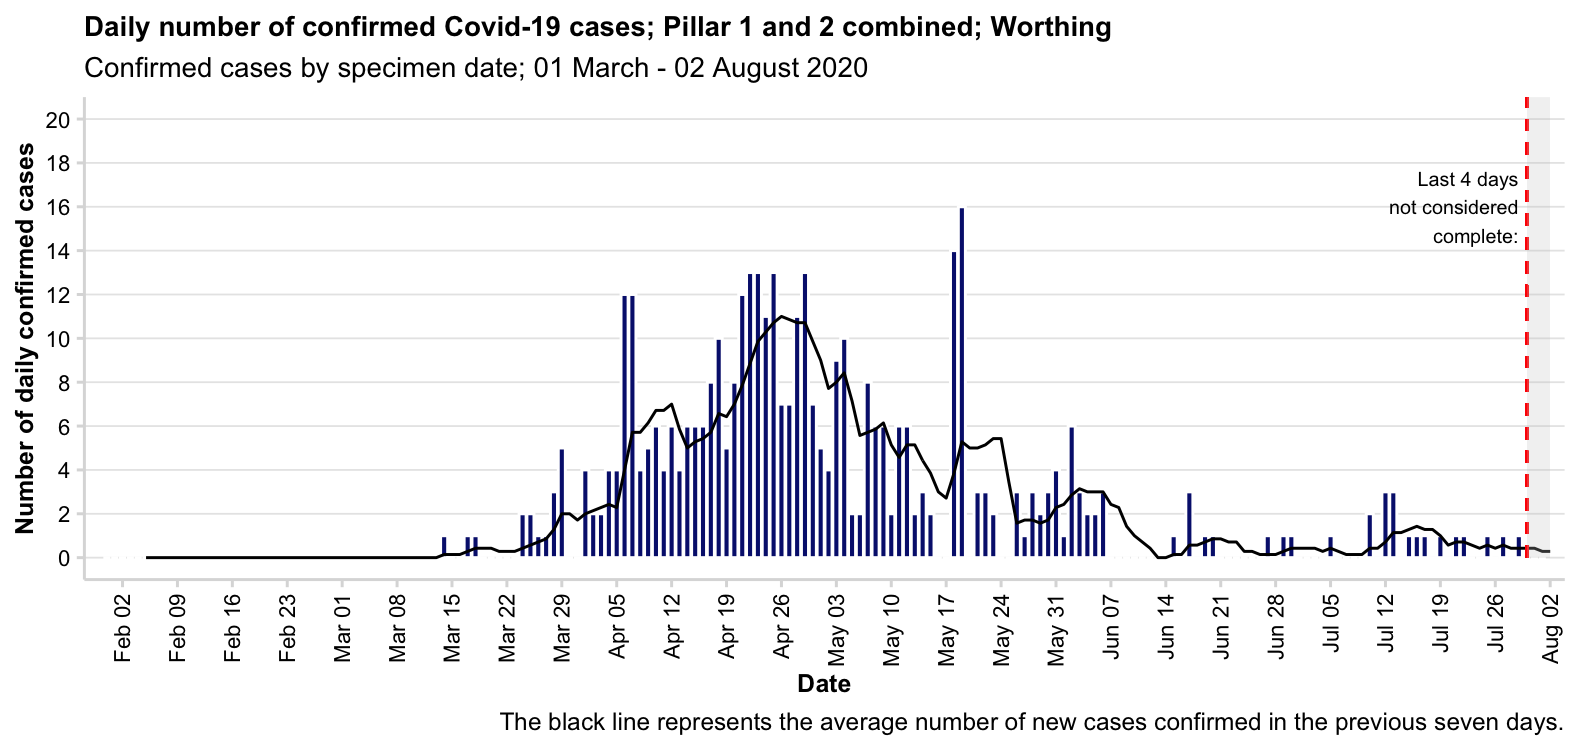 Daily number of confirmed Covid-19 cases; Pillar 1 and 2 combined; Worthing
Confirmed cases by specimen date; 01 March - 02 August 2020
Number of daily confirmed cases
20
18
16
14
12
10
8
6
4
2
0
Last 4 days
not considered
complete:
Feb 02
Feb 09
Feb 16
Feb 23
Mar 01
Mar 08
Mar 15
Mar 22
Mar 29
Apr 05
Apr 12
Apr 19
Apr 26
May 03
May 10
May 17
May 24
May 31
Jun 07
Jun 14
Jun 21
Jun 28
Jul 05
Jul 12
Jul 19
Jul 26
Aug 02
Date
The black line represents the average number of new cases confirmed in the previous seven days.